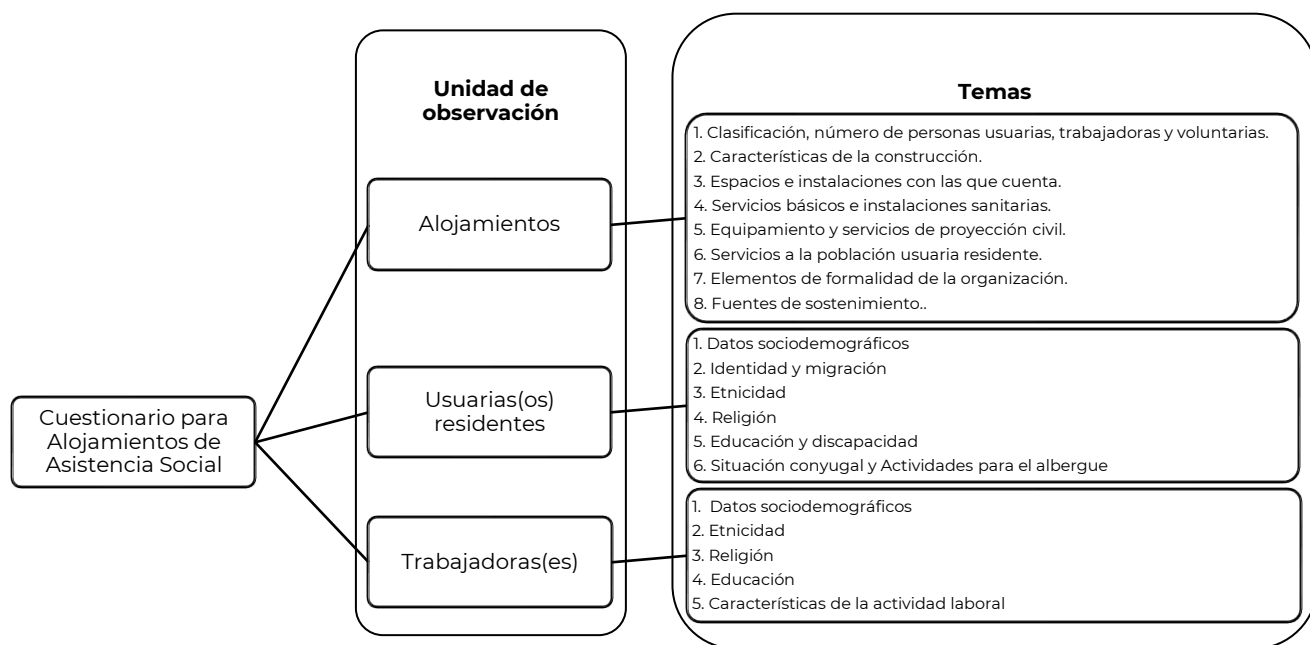 Unidad de
observación
Temas
Cuestionario para
Alojamientos de
Asistencia Social
Alojamientos
1. Clasificación, número de personas usuarias, trabajadoras y voluntarias.
2. Características de la construcción.
3. Espacios e instalaciones con las que cuenta.
4. Servicios básicos e instalaciones sanitarias.
5. Equipamiento y servicios de proyección civil.
6. Servicios a la población usuaria residente.
7. Elementos de formalidad de la organización.
8. Fuentes de sostenimiento..
Usuarias(os)
residentes
1. Datos sociodemográficos
2. Identidad y migración
3. Etnicidad
4. Religión
5. Educación y discapacidad
6. Situación conyugal y Actividades para el albergue
Trabajadoras(es)
1. Datos sociodemográficos
2. Etnicidad
3. Religión
4. Educación
5. Características de la actividad laboral